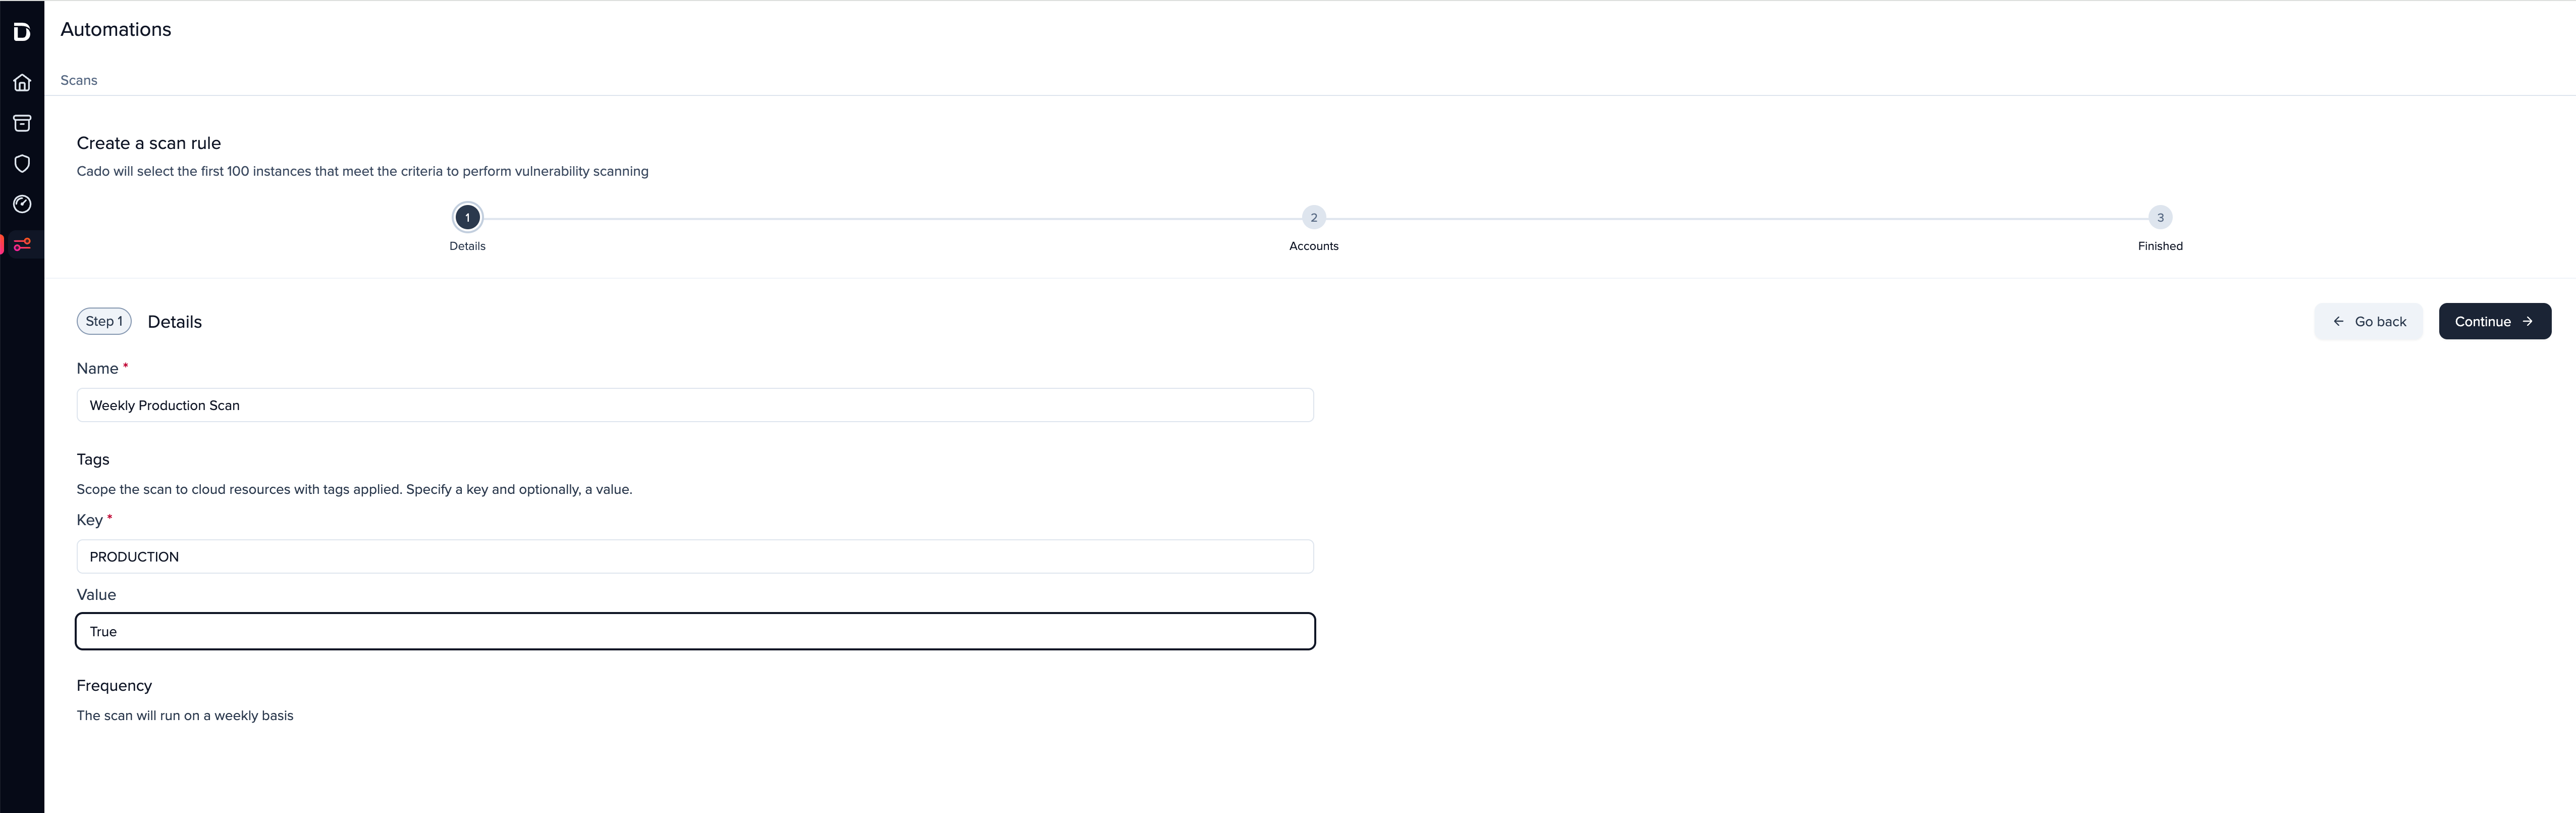 Automations
Scans
Create a scan rule
Cado will select the first 100 instances that meet the criteria to perform vulnerability scanning
1 2 3
Details Accounts Finished
Step 1 Details Go back Continue
Name *
Weekly Production Scan
Tags
Scope the scan to cloud resources with tags applied. Specify a key and optionally, a value.
Key *
PRODUCTION
Value
True
Frequency
The scan will run on a weekly basis